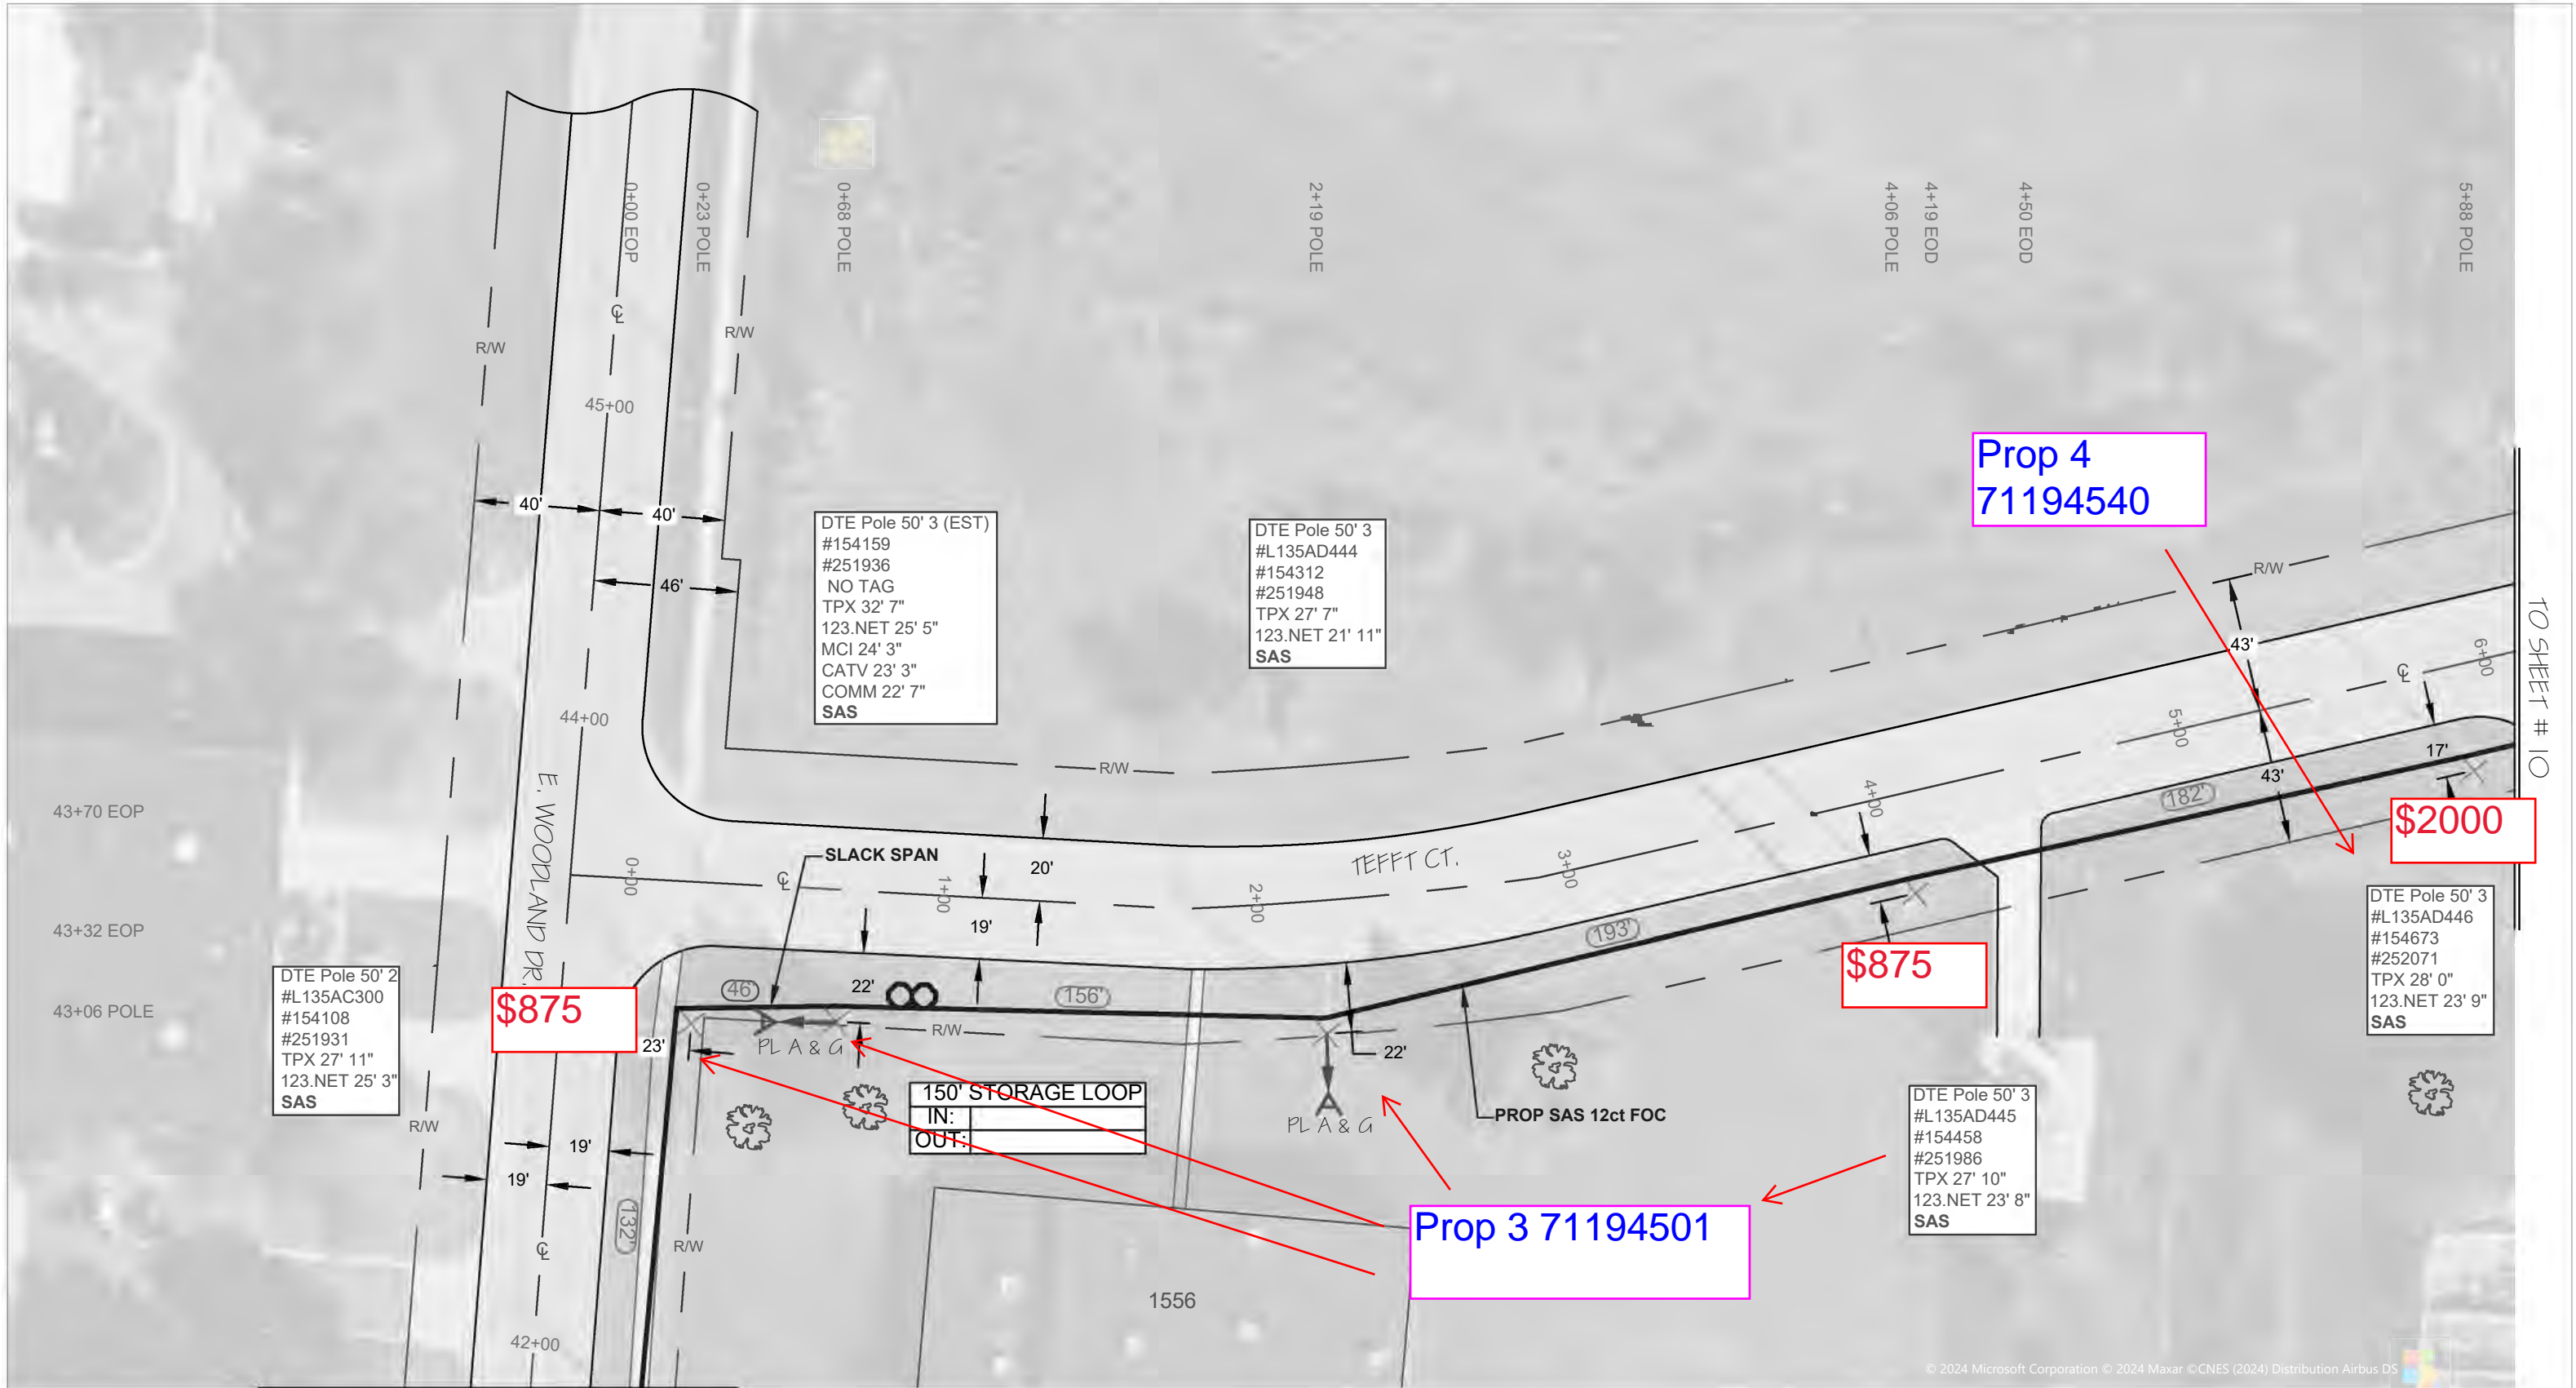 0+00 EOP
0+23 POLE
0+68 POLE
2+19 POLE
4+06 POLE
4+19 EOD
4+50 EOD
5+88 POLE
R/W
R/W
℄
45+00
40'
40'
46'
44+00
E. WOODLAND DR.
43+70 EOP
43+32 EOP
43+06 POLE
DTE Pole 50' 3 (EST)
#154159
#251936
NO TAG
TPX 32' 7"
123.NET 25' 5"
MCI 24' 3"
CATV 23' 3"
COMM 22' 7"
SAS
DTE Pole 50' 3
#L135AD444
#154312
#251948
TPX 27' 7"
123.NET 21' 11"
SAS
Prop 4
71194540
R/W
43'
℄
6+00
5+00
17'
43'
182'
TO SHEET # 10
$2000
R/W
SLACK SPAN
20'
TEFFT CT.
0+00
℄
1+00
2+00
3+00
4+00
19'
193'
$875
DTE Pole 50' 3
#L135AD446
#154673
#252071
TPX 28' 0"
123.NET 23' 9"
SAS
DTE Pole 50' 2
#L135AC300
#154108
#251931
TPX 27' 11"
123.NET 25' 3"
SAS
$875
46'
22'
156'
23'
PL A & G
R/W
22'
150' STORAGE LOOP
IN:
OUT:
PL A & G
PROP SAS 12ct FOC
DTE Pole 50' 3
#L135AD445
#154458
#251986
TPX 27' 10"
123.NET 23' 8"
SAS
R/W
19'
19'
132'
R/W
℄
42+00
Prop 3 71194501
1556
© 2024 Microsoft Corporation © 2024 Maxar ©CNES (2024) Distribution Airbus DS